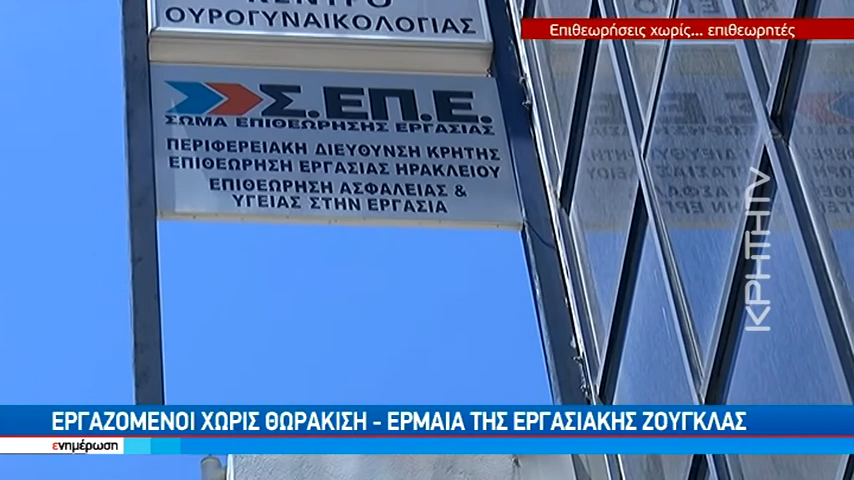 ΚΕΝΤΡΟ
ΟΥΡΟΓΥΝΑΙΚΟΛΟΓΙΑΣ
Επιθεωρήσεις χωρίς... επιθεωρητές
Σ.ΕΠ.Ε.
ΣΩΜΑ ΕΠΙΘΕΩΡΗΣΗΣ ΕΡΓΑΣΙΑΣ
ΠΕΡΙΦΕΡΕΙΑΚΗ ΔΙΕΥΘΥΝΣΗ ΚΡΗΤΗΣ
ΕΠΙΘΕΩΡΗΣΗ ΕΡΓΑΣΙΑΣ ΗΡΑΚΛΕΙΟΥ
ΕΠΙΘΕΩΡΗΣΗ ΑΣΦΑΛΕΙΑΣ &
ΥΓΕΙΑΣ ΣΤΗΝ ΕΡΓΑΣΙΑ
ΚΡΗΤΗTV
ΕΡΓΑΖΟΜΕΝΟΙ ΧΩΡΙΣ ΘΩΡΑΚΙΣΗ - ΕΡΜΑΙΑ ΤΗΣ ΕΡΓΑΣΙΑΚΗΣ ΖΟΥΓΚΛΑΣ
ενημέρωση